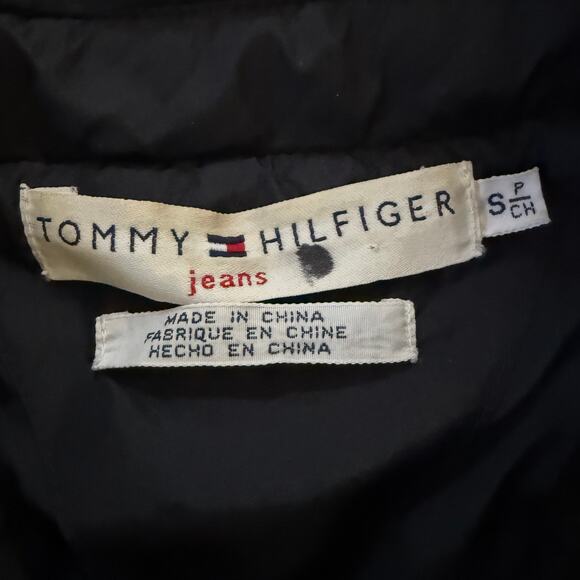 TOMMY HILFIGER
jeans
S P/CH
MADE IN CHINA
FABRIQUE EN CHINE
HECHO EN CHINA